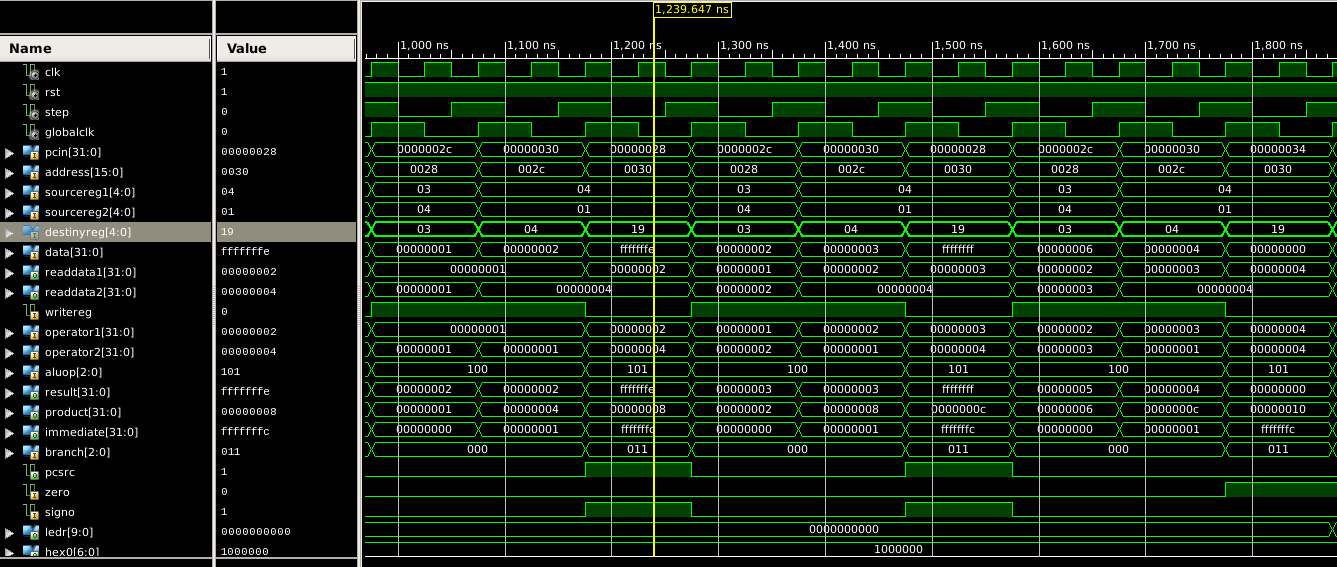 1,239.647 ns
Name Value 1,000 ns 1,100 ns 1,200 ns 1,300 ns 1,400 ns 1,500 ns 1,600 ns 1,700 ns 1,800 ns
clk 1
rst 1
step 0
globalclk 0
pcin[31:0] 00000028 0000002c 00000030 00000028 0000002c 00000030 00000028 0000002c 00000030 00000034
address[15:0] 0030 0028 002c 0030 0028 002c 0030 0028 002c 0030
sourcereg1[4:0] 04 03 04 03 04 03 04
sourcereg2[4:0] 01 04 01 04 01 04 01
destinyreg[4:0] 19 03 04 19 03 04 19 03 04 19
data[31:0] fffffffe 00000001 00000002 fffffffe 00000002 00000003 ffffffff 00000006 00000004 00000000
readdata1[31:0] 00000002 00000001 00000002 00000001 00000002 00000003 00000002 00000003 00000004
readdata2[31:0] 00000004 00000001 00000004 00000002 00000004 00000003 00000004
writereg 0
operator1[31:0] 00000002 00000001 00000002 00000001 00000002 00000003 00000002 00000003 00000004
operator2[31:0] 00000004 00000001 00000001 00000004 00000002 00000001 00000004 00000003 00000001 00000004
aluop[2:0] 101 100 101 100 101 100 101
result[31:0] fffffffe 00000002 00000002 fffffffe 00000003 00000003 ffffffff 00000005 00000004 00000000
product[31:0] 00000008 00000001 00000004 00000008 00000002 00000008 0000000c 00000006 0000000c 00000010
immediate[31:0] fffffffc 00000000 00000001 fffffffc 00000000 00000001 fffffffc 00000000 00000001 fffffffc
branch[2:0] 011 000 011 000 011 000 011
pcsrc 1
zero 0
signo 1
ledr[9:0] 0000000000 0000000000
hex0[6:0] 1000000 1000000